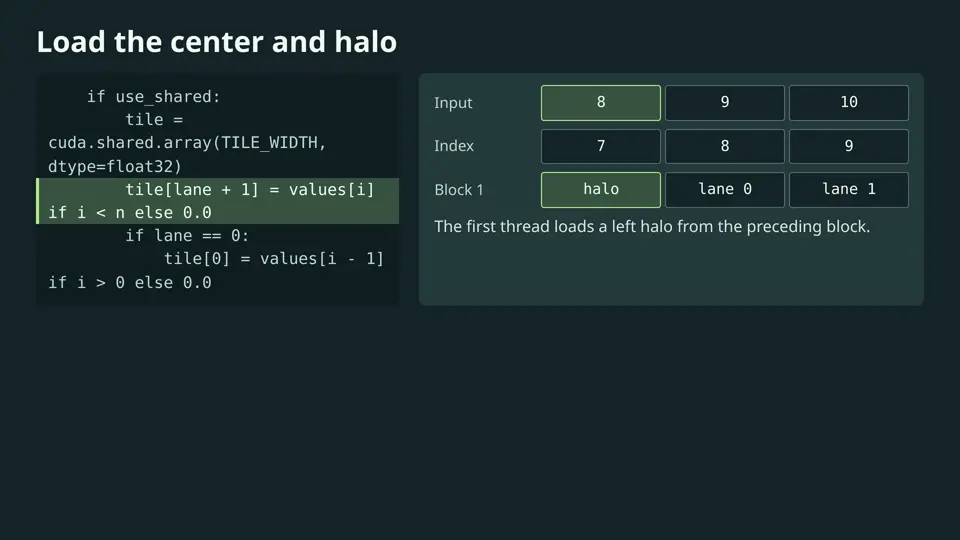 Load the center and halo
if use_shared:
tile =
cuda.shared.array(TILE_WIDTH,
dtype=float32)
tile[lane + 1] = values[i]
if i < n else 0.0
if lane == 0:
tile[0] = values[i - 1]
if i > 0 else 0.0
Input 8 9 10
Index 7 8 9
Block 1 halo lane 0 lane 1
The first thread loads a left halo from the preceding block.